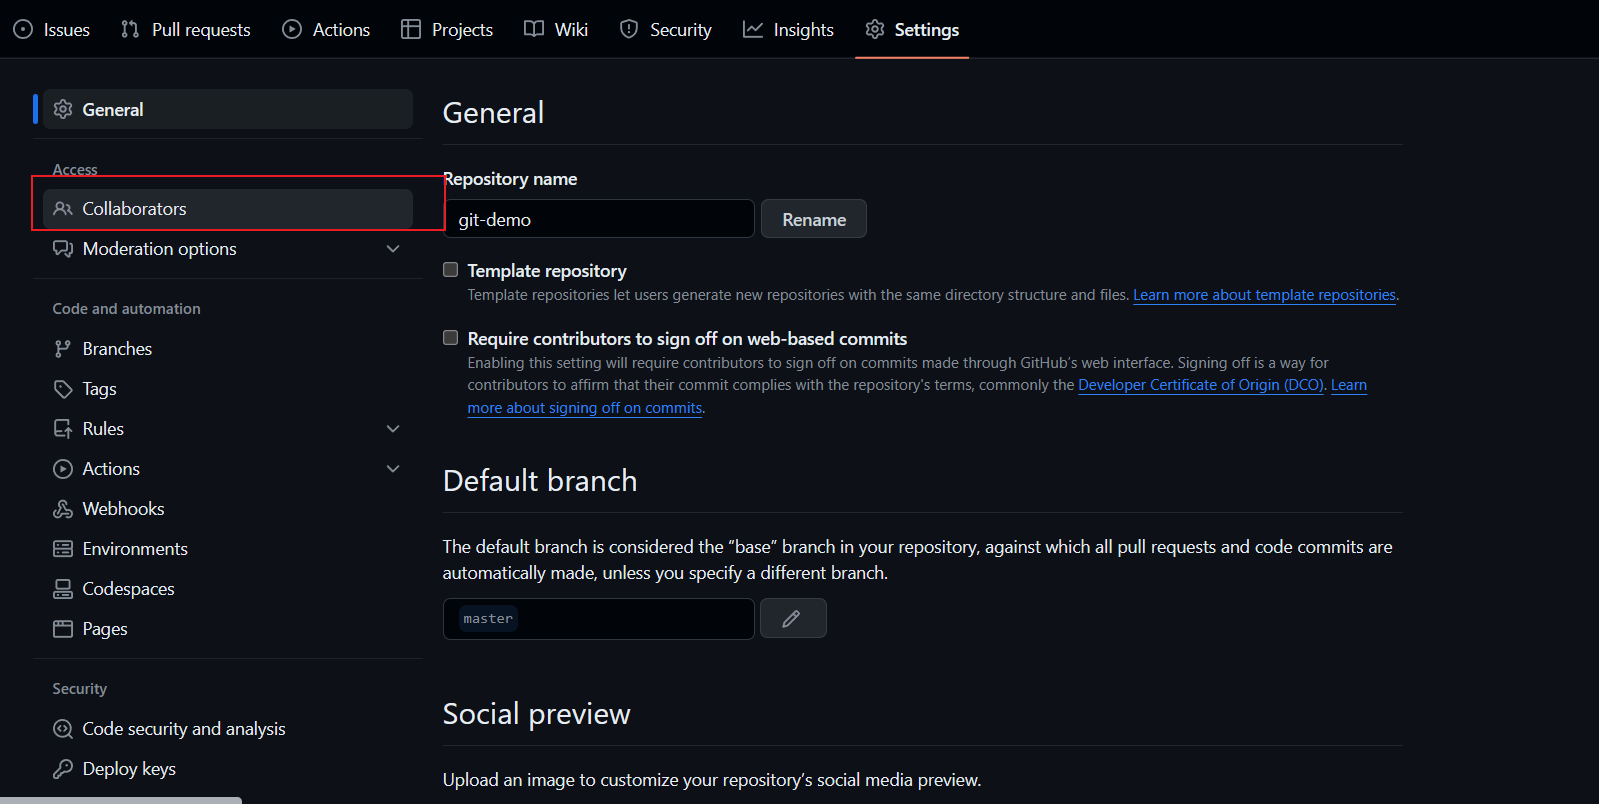 Issues Pull requests Actions Projects Wiki Security Insights Settings
General
Access
Collaborators
Moderation options
Code and automation
Branches
Tags
Rules
Actions
Webhooks
Environments
Codespaces
Pages
Security
Code security and analysis
Deploy keys
General
Repository name
git-demo Rename
Template repository
Template repositories let users generate new repositories with the same directory structure and files. Learn more about template repositories.
Require contributors to sign off on web-based commits
Enabling this setting will require contributors to sign off on commits made through GitHub's web interface. Signing off is a way for
contributors to affirm that their commit complies with the repository's terms, commonly the Developer Certificate of Origin (DCO). Learn
more about signing off on commits.
Default branch
The default branch is considered the “base” branch in your repository, against which all pull requests and code commits are
automatically made, unless you specify a different branch.
master
Social preview
Upload an image to customize your repository’s social media preview.